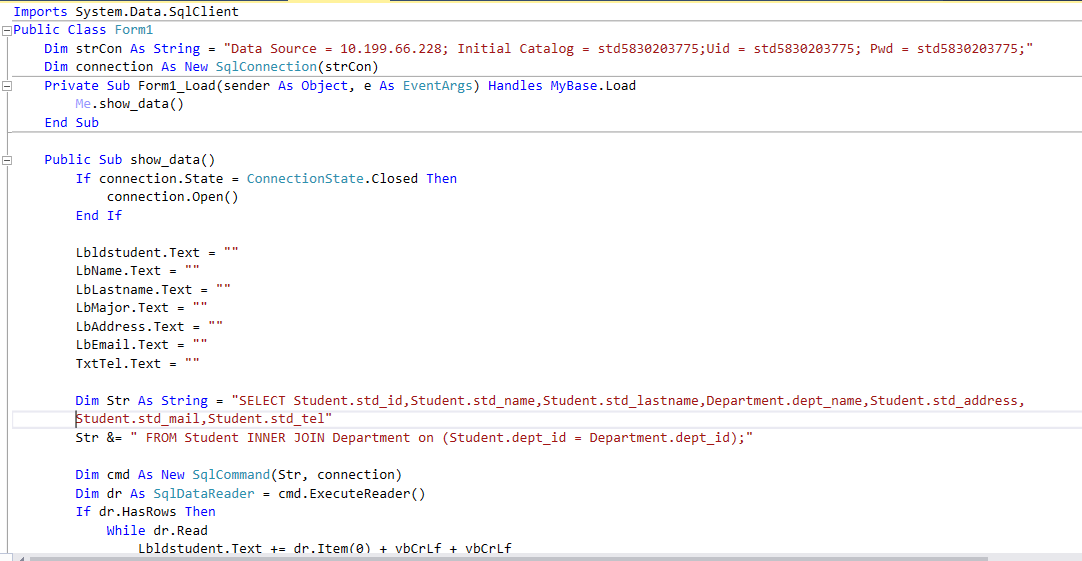 Imports System.Data.SqlClient
Public Class Form1
Dim strCon As String = "Data Source = 10.199.66.228; Initial Catalog = std5830203775;Uid = std5830203775; Pwd = std5830203775;"
Dim connection As New SqlConnection(strCon)
Private Sub Form1_Load(sender As Object, e As EventArgs) Handles MyBase.Load
Me.show_data()
End Sub
Public Sub show_data()
If connection.State = ConnectionState.Closed Then
connection.Open()
End If
Lbldstudent.Text = ""
LbName.Text = ""
LbLastname.Text = ""
LbMajor.Text = ""
LbAddress.Text = ""
LbEmail.Text = ""
TxtTel.Text = ""
Dim Str As String = "SELECT Student.std_id,Student.std_name,Student.std_lastname,Department.dept_name,Student.std_address,
Student.std_mail,Student.std_tel"
Str &= " FROM Student INNER JOIN Department on (Student.dept_id = Department.dept_id);"
Dim cmd As New SqlCommand(Str, connection)
Dim dr As SqlDataReader = cmd.ExecuteReader()
If dr.HasRows Then
While dr.Read
Lbldstudent.Text += dr.Item(0) + vbCrLf + vbCrLf